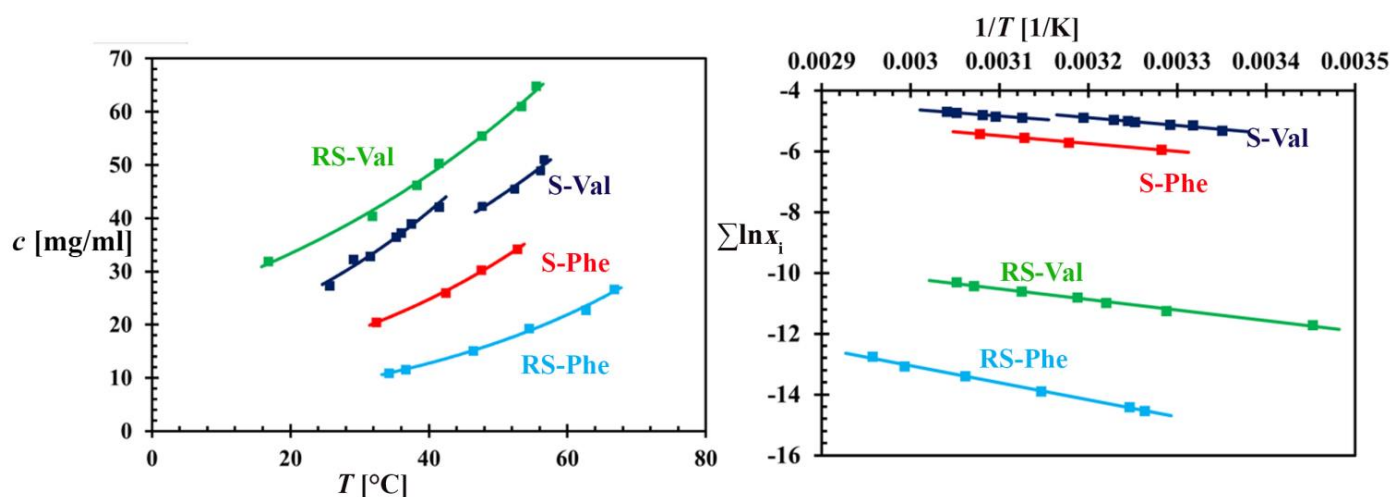 70
60
50
40
30
20
10
0
c [mg/ml]
RS-Val
S-Val
S-Phe
RS-Phe
0 20 40 60 80
T [°C]
1/T [1/K]
0.0029 0.003 0.0031 0.0032 0.0033 0.0034 0.0035
-4
-6
-8
-10
-12
-14
-16
∑lnxi
S-Val
S-Phe
RS-Val
RS-Phe